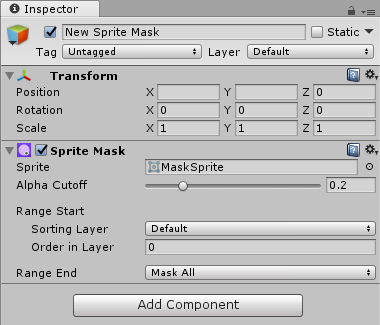 Inspector
New Sprite Mask Static
Tag Untagged Layer Default
Transform
Position X Y Z 0
Rotation X 0 Y 0 Z 0
Scale X 1 Y 1 Z 1
Sprite Mask
Sprite MaskSprite
Alpha Cutoff 0.2
Range Start
Sorting Layer Default
Order in Layer 0
Range End Mask All
Add Component